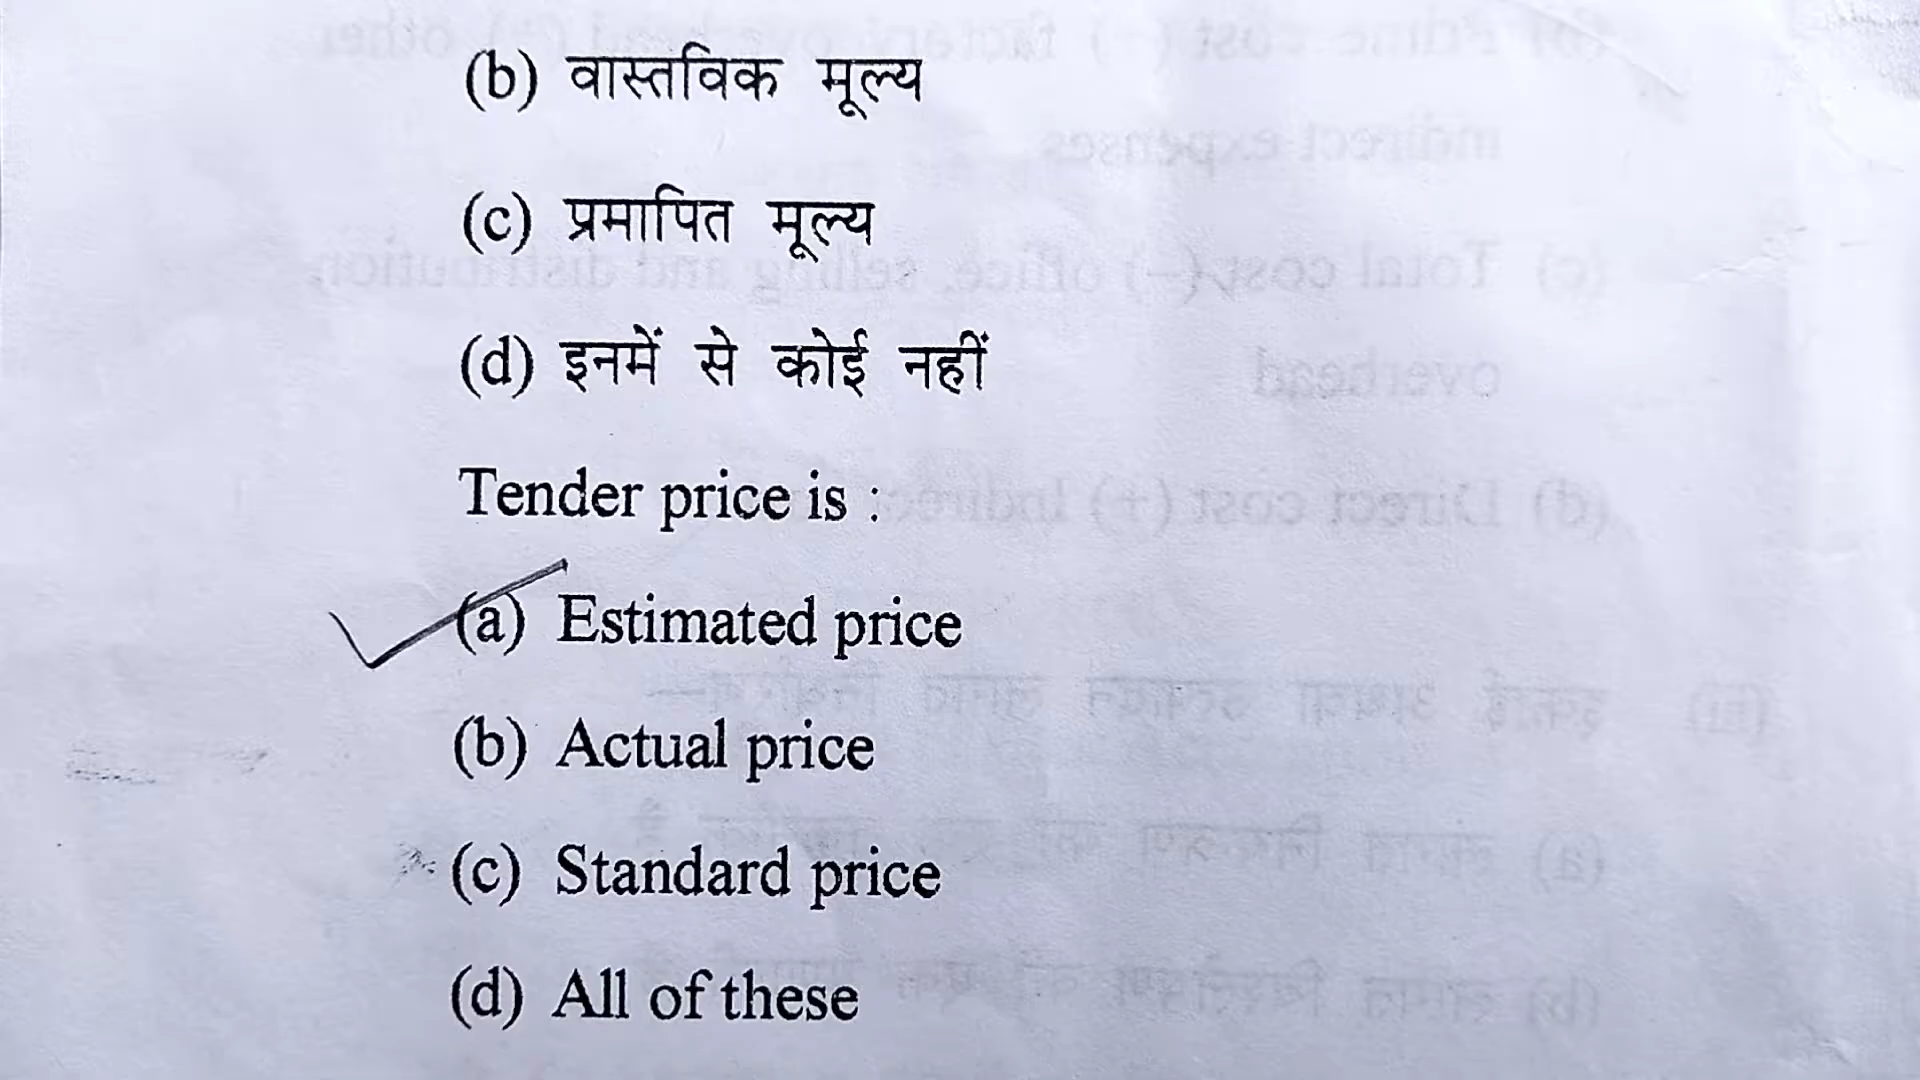 (b) वास्तविक मूल्य
(c) प्रमापित मूल्य
(d) इनमें से कोई नहीं
Tender price is :
(a) Estimated price
(b) Actual price
(c) Standard price
(d) All of these